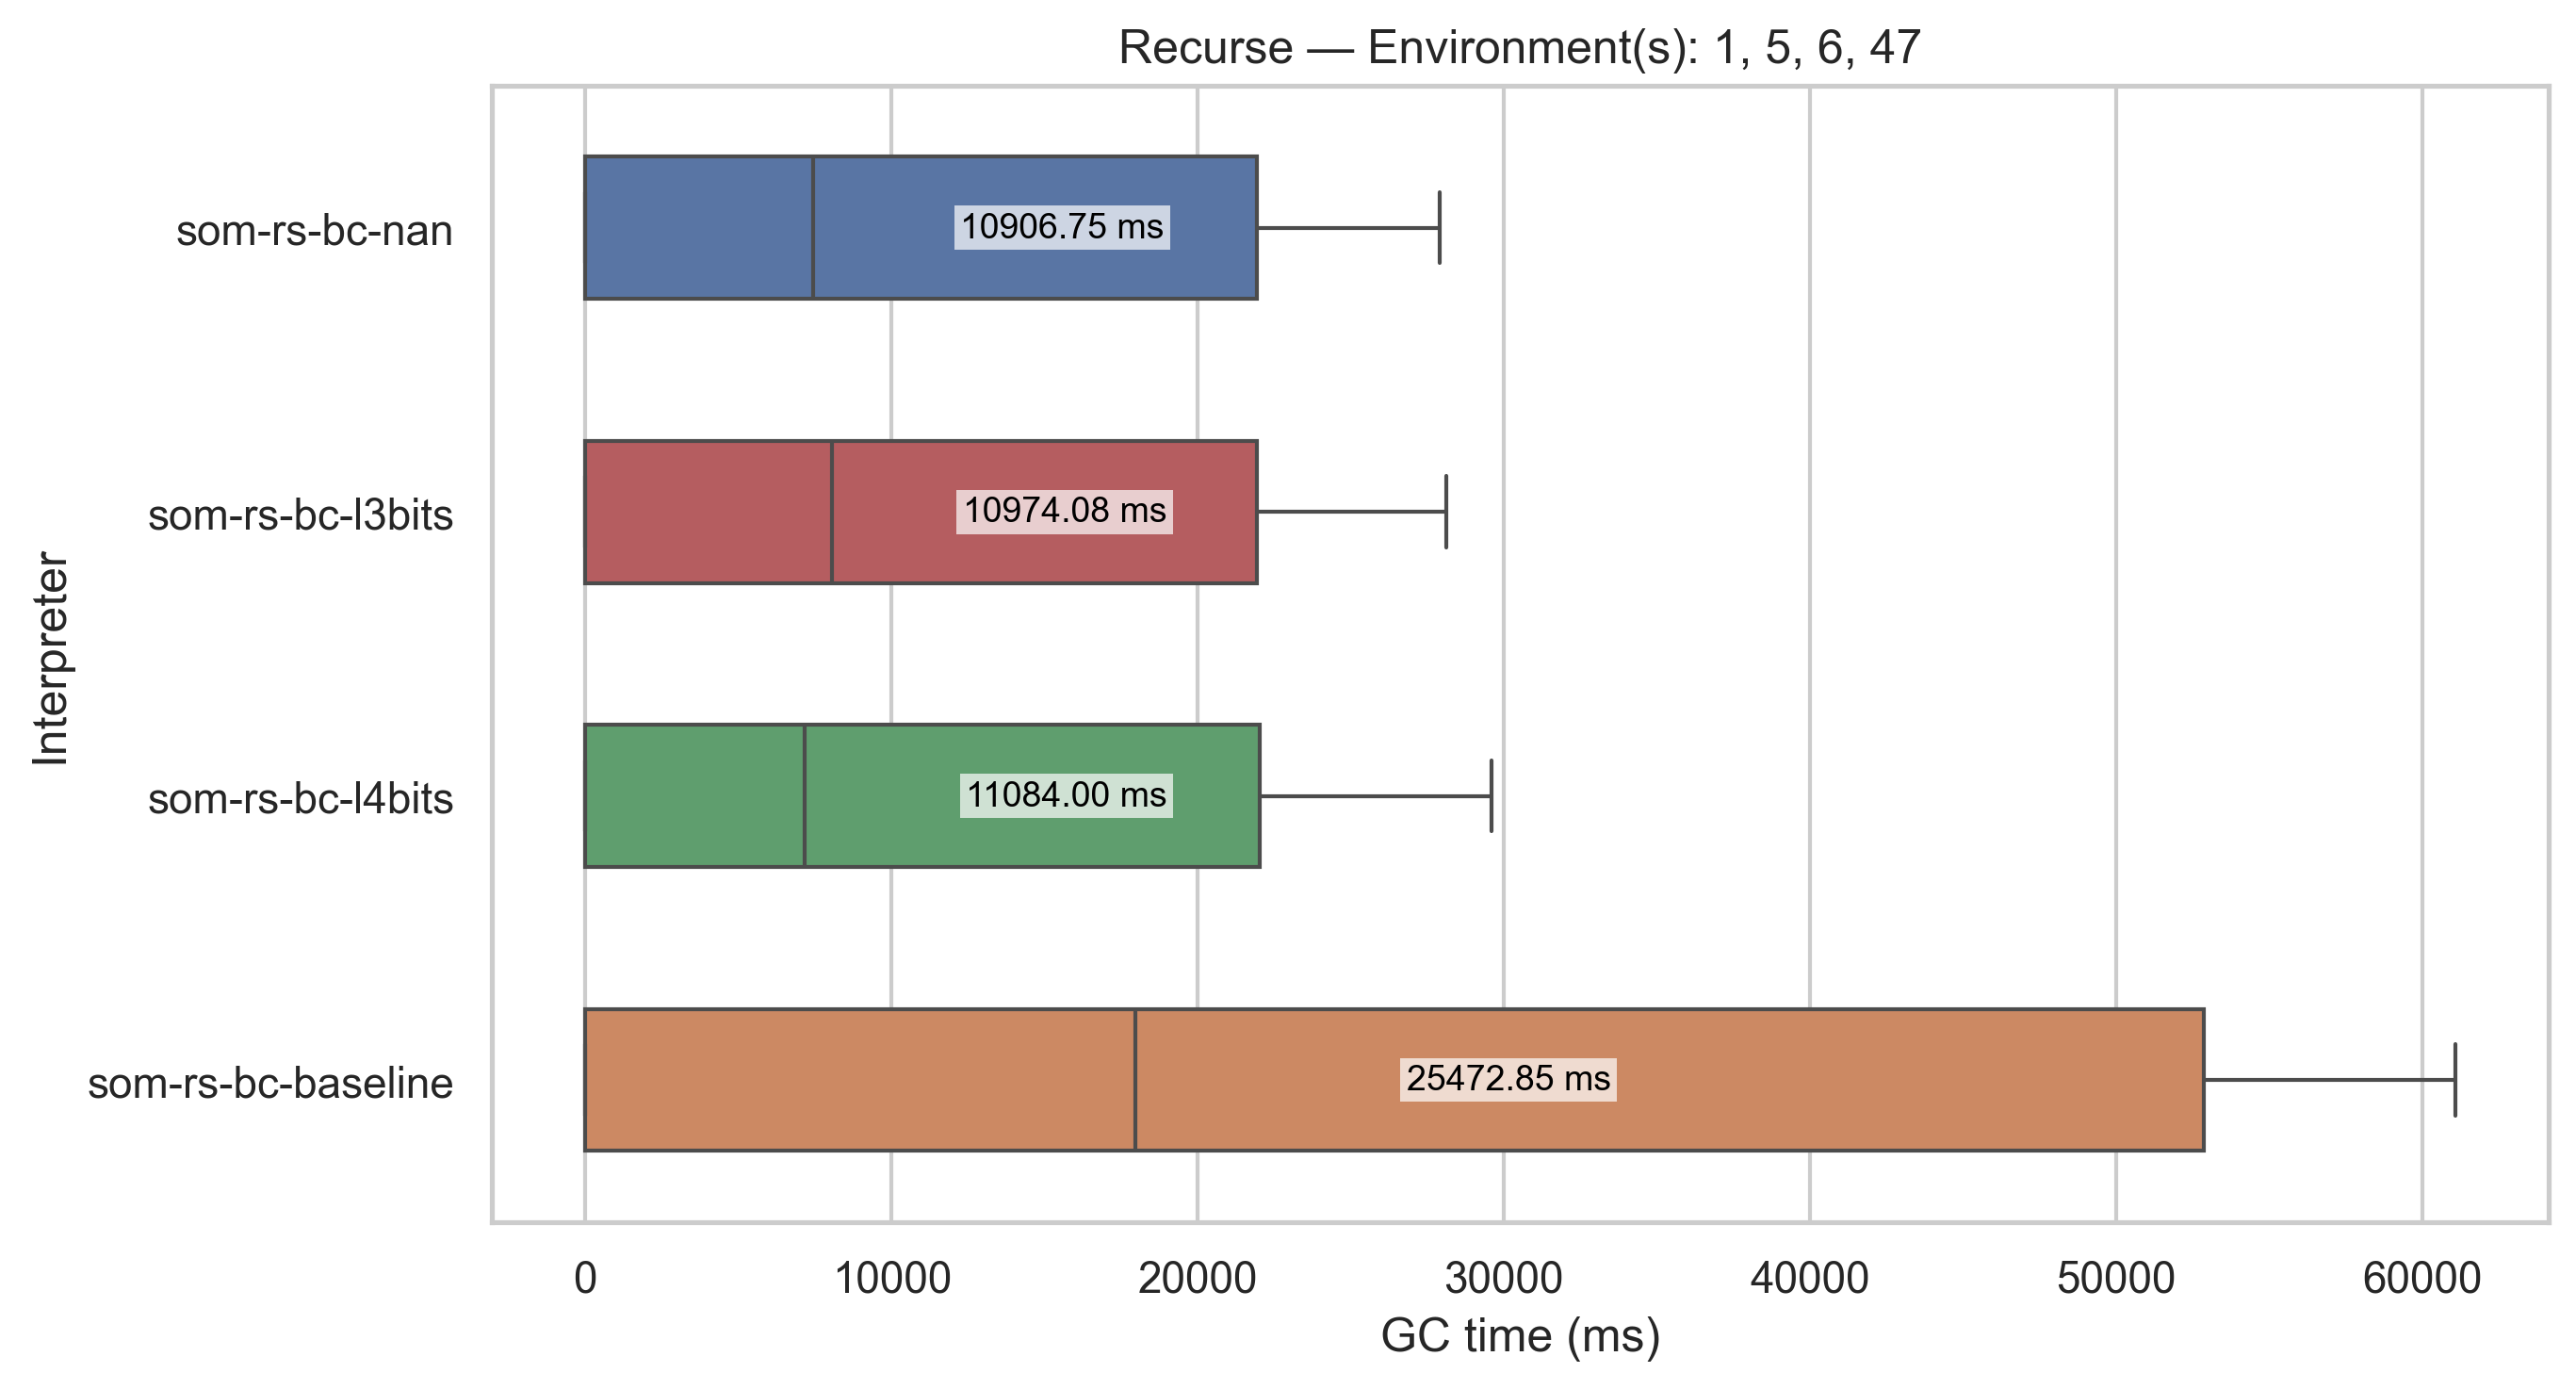 Recurse — Environment(s): 1, 5, 6, 47
Interpreter
som-rs-bc-nan
10906.75 ms
som-rs-bc-l3bits
10974.08 ms
som-rs-bc-l4bits
11084.00 ms
som-rs-bc-baseline
25472.85 ms
0 10000 20000 30000 40000 50000 60000
GC time (ms)